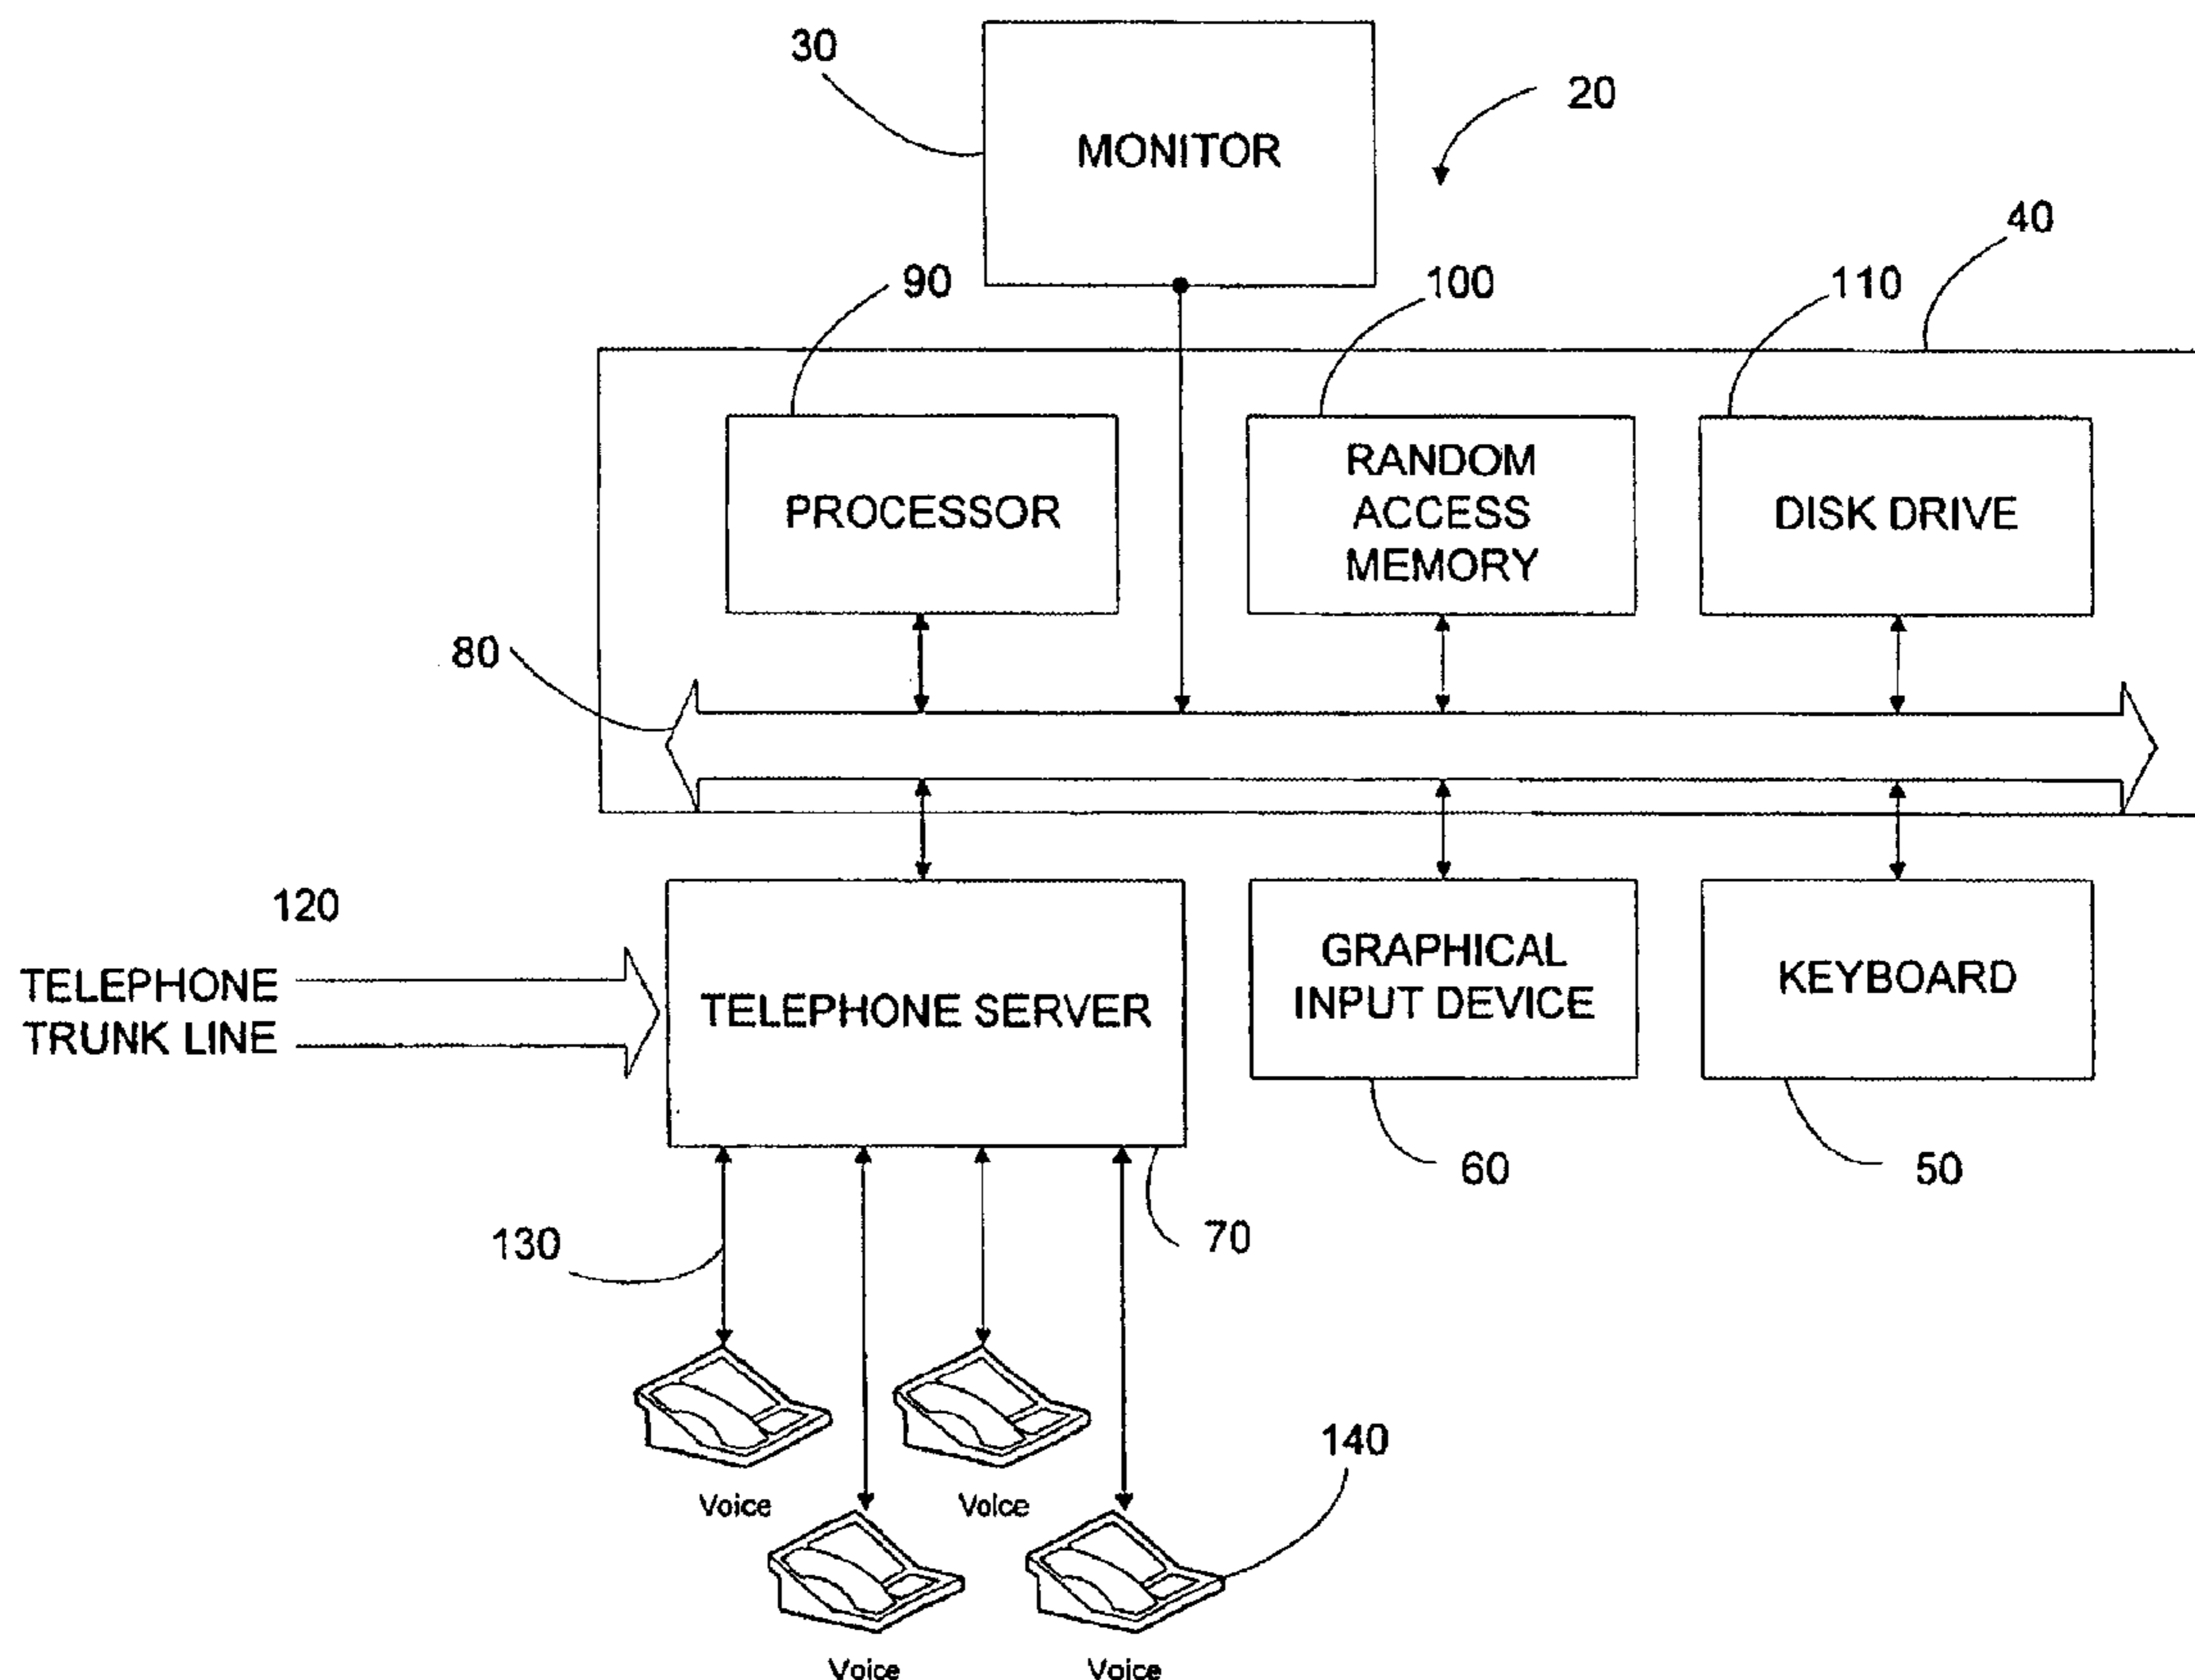 30
MONITOR
20
40
90
100
110
PROCESSOR
RANDOM
ACCESS
MEMORY
DISK DRIVE
80
120
TELEPHONE
TRUNK LINE
TELEPHONE SERVER
GRAPHICAL
INPUT DEVICE
KEYBOARD
60
50
130
70
140
Voice
Voice
Voice
Voice